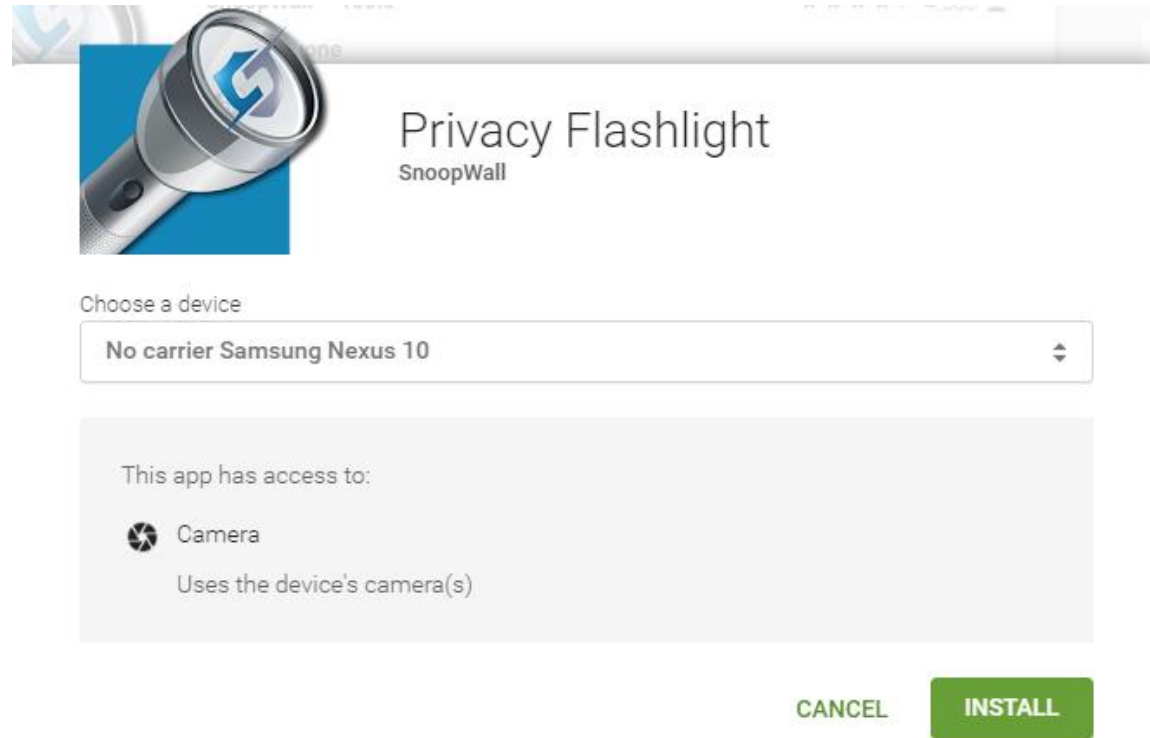 Privacy Flashlight
SnoopWall
Choose a device
No carrier Samsung Nexus 10
This app has access to:
Camera
Uses the device's camera(s)
CANCEL
INSTALL